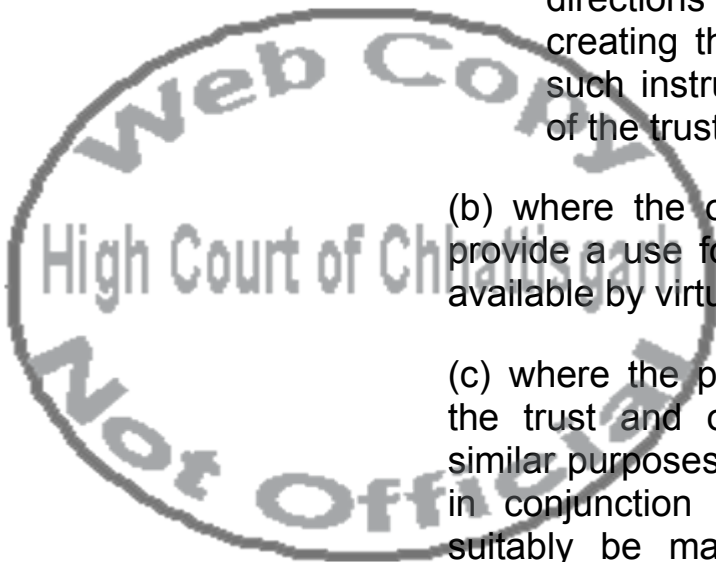 directions
creating th
such instru
of the trust
Web Copy
(b) where the
High Court of Chhattisgarh
provide a use fo
available by virtu
(c) where the p
the trust and
similar purposes
in conjunction
suitably be ma
Not Official